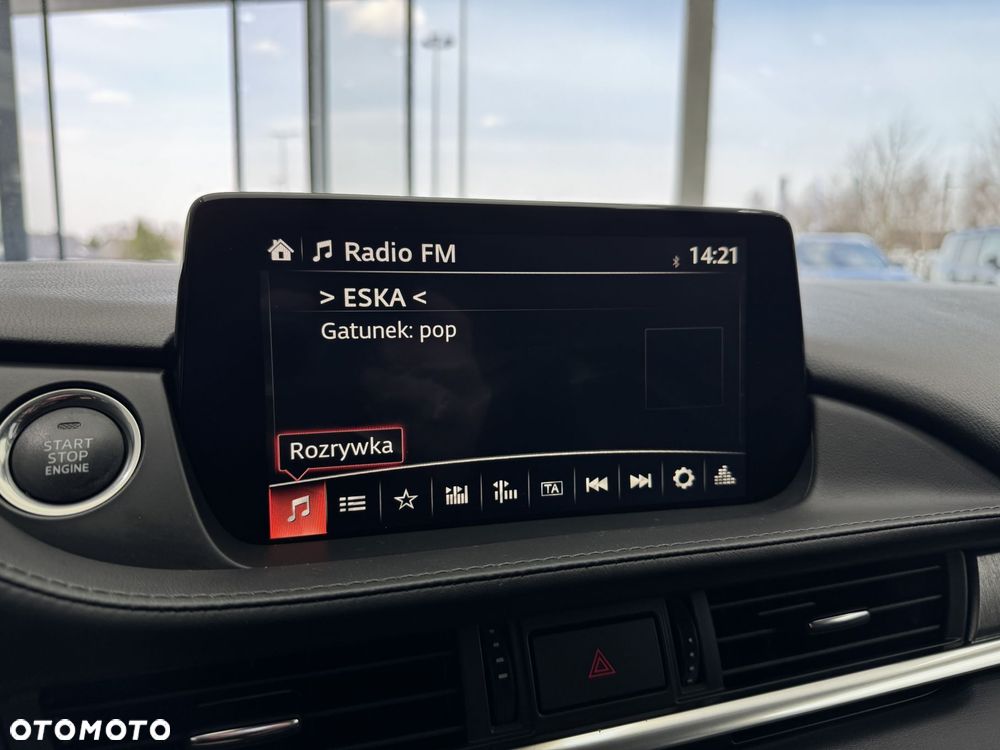 Radio FM 14:21
> ESKA <
Gatunek: pop
Rozrywka
TA
START
STOP
ENGINE
OTOMOTO